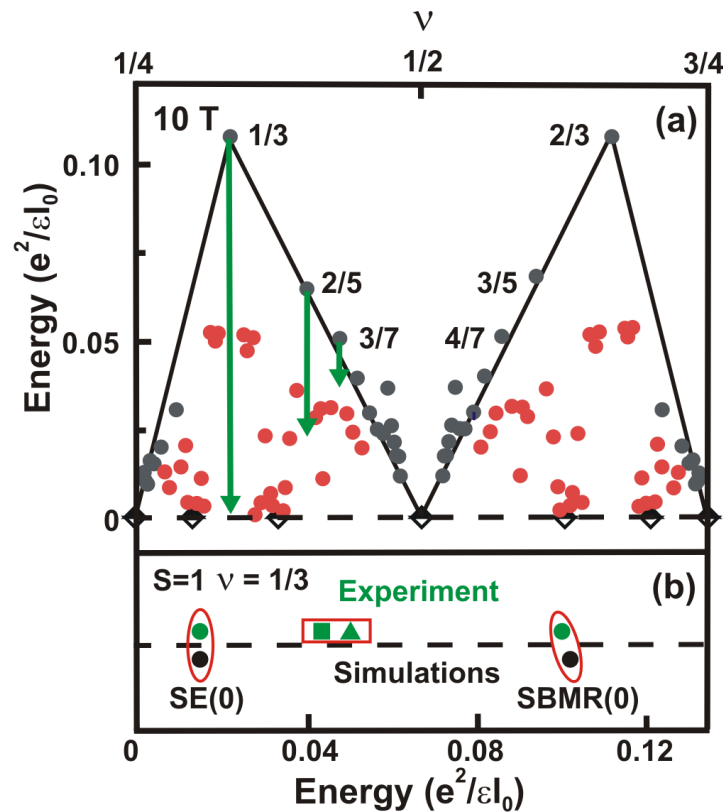 ν
1/4 1/2 3/4
10 T (a)
1/3 2/3
0.10
2/5 3/5
3/7 4/7
0.05
0
Energy (e²/εl₀)
S=1 ν = 1/3 (b)
Experiment
Simulations
SE(0) SBMR(0)
0 0.04 0.08 0.12
Energy (e²/εl₀)